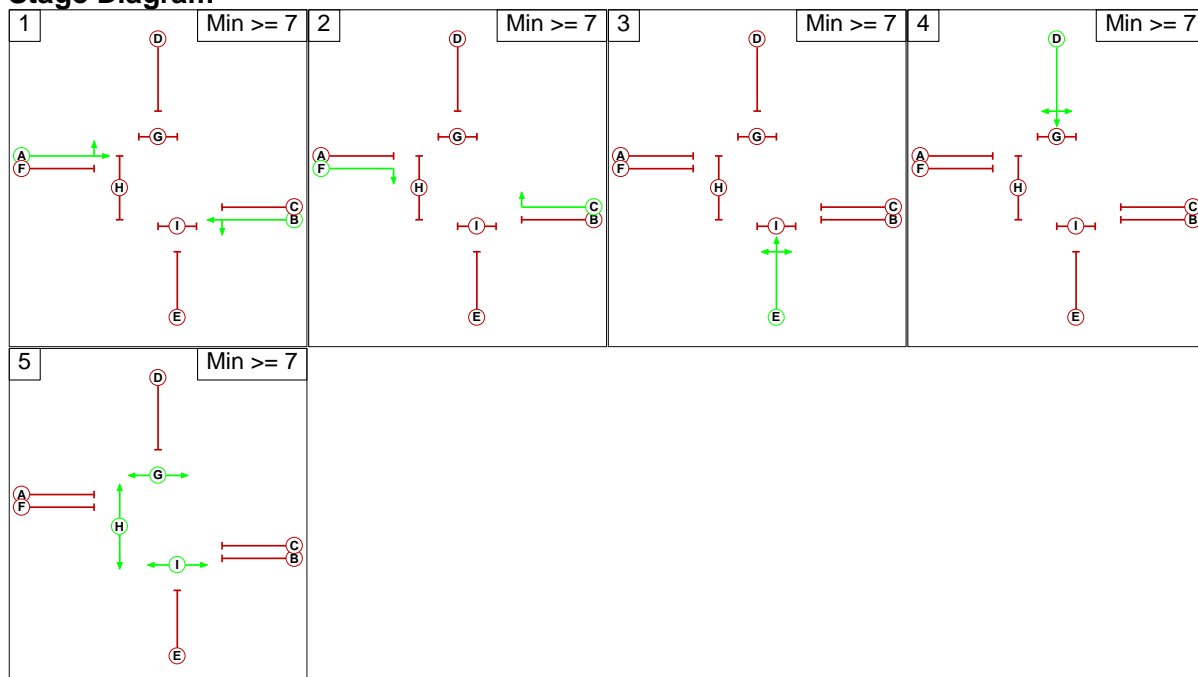 Stage Diagram
1 Min >= 7 2 Min >= 7 3 Min >= 7 4 Min >= 7
D D D D
G G G G
A A A A
F F F F
H H H H
C C C C
B B B B
I I I I
E E E E
5 Min >= 7
D
G
A
F
H
C
B
I
E